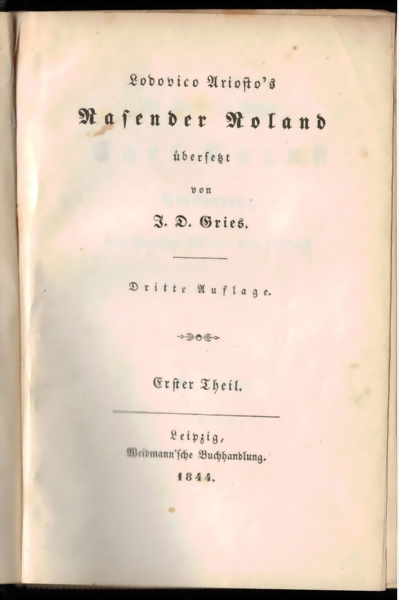 Lodovico Ariosto's
Rasender Roland
übersetzt
von
J. D. Gries.
Dritte Auflage.
Erster Theil.
Leipzig,
Weidmann'sche Buchhandlung.
1844.